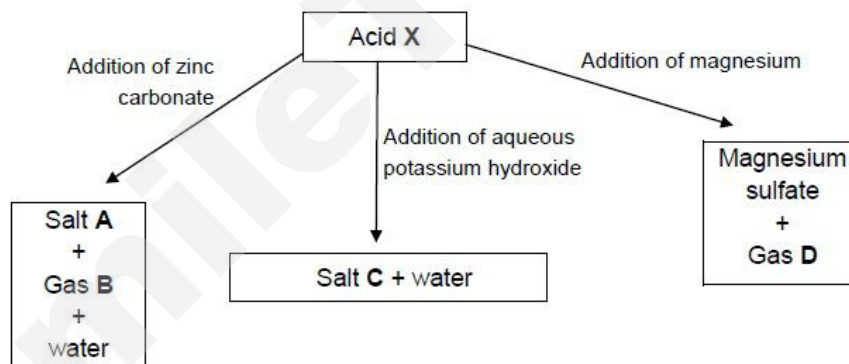 Acid X
Addition of zinc
carbonate
Addition of magnesium
Addition of aqueous
potassium hydroxide
Salt A
+
Gas B
+
water
Salt C + water
Magnesium
sulfate
+
Gas D